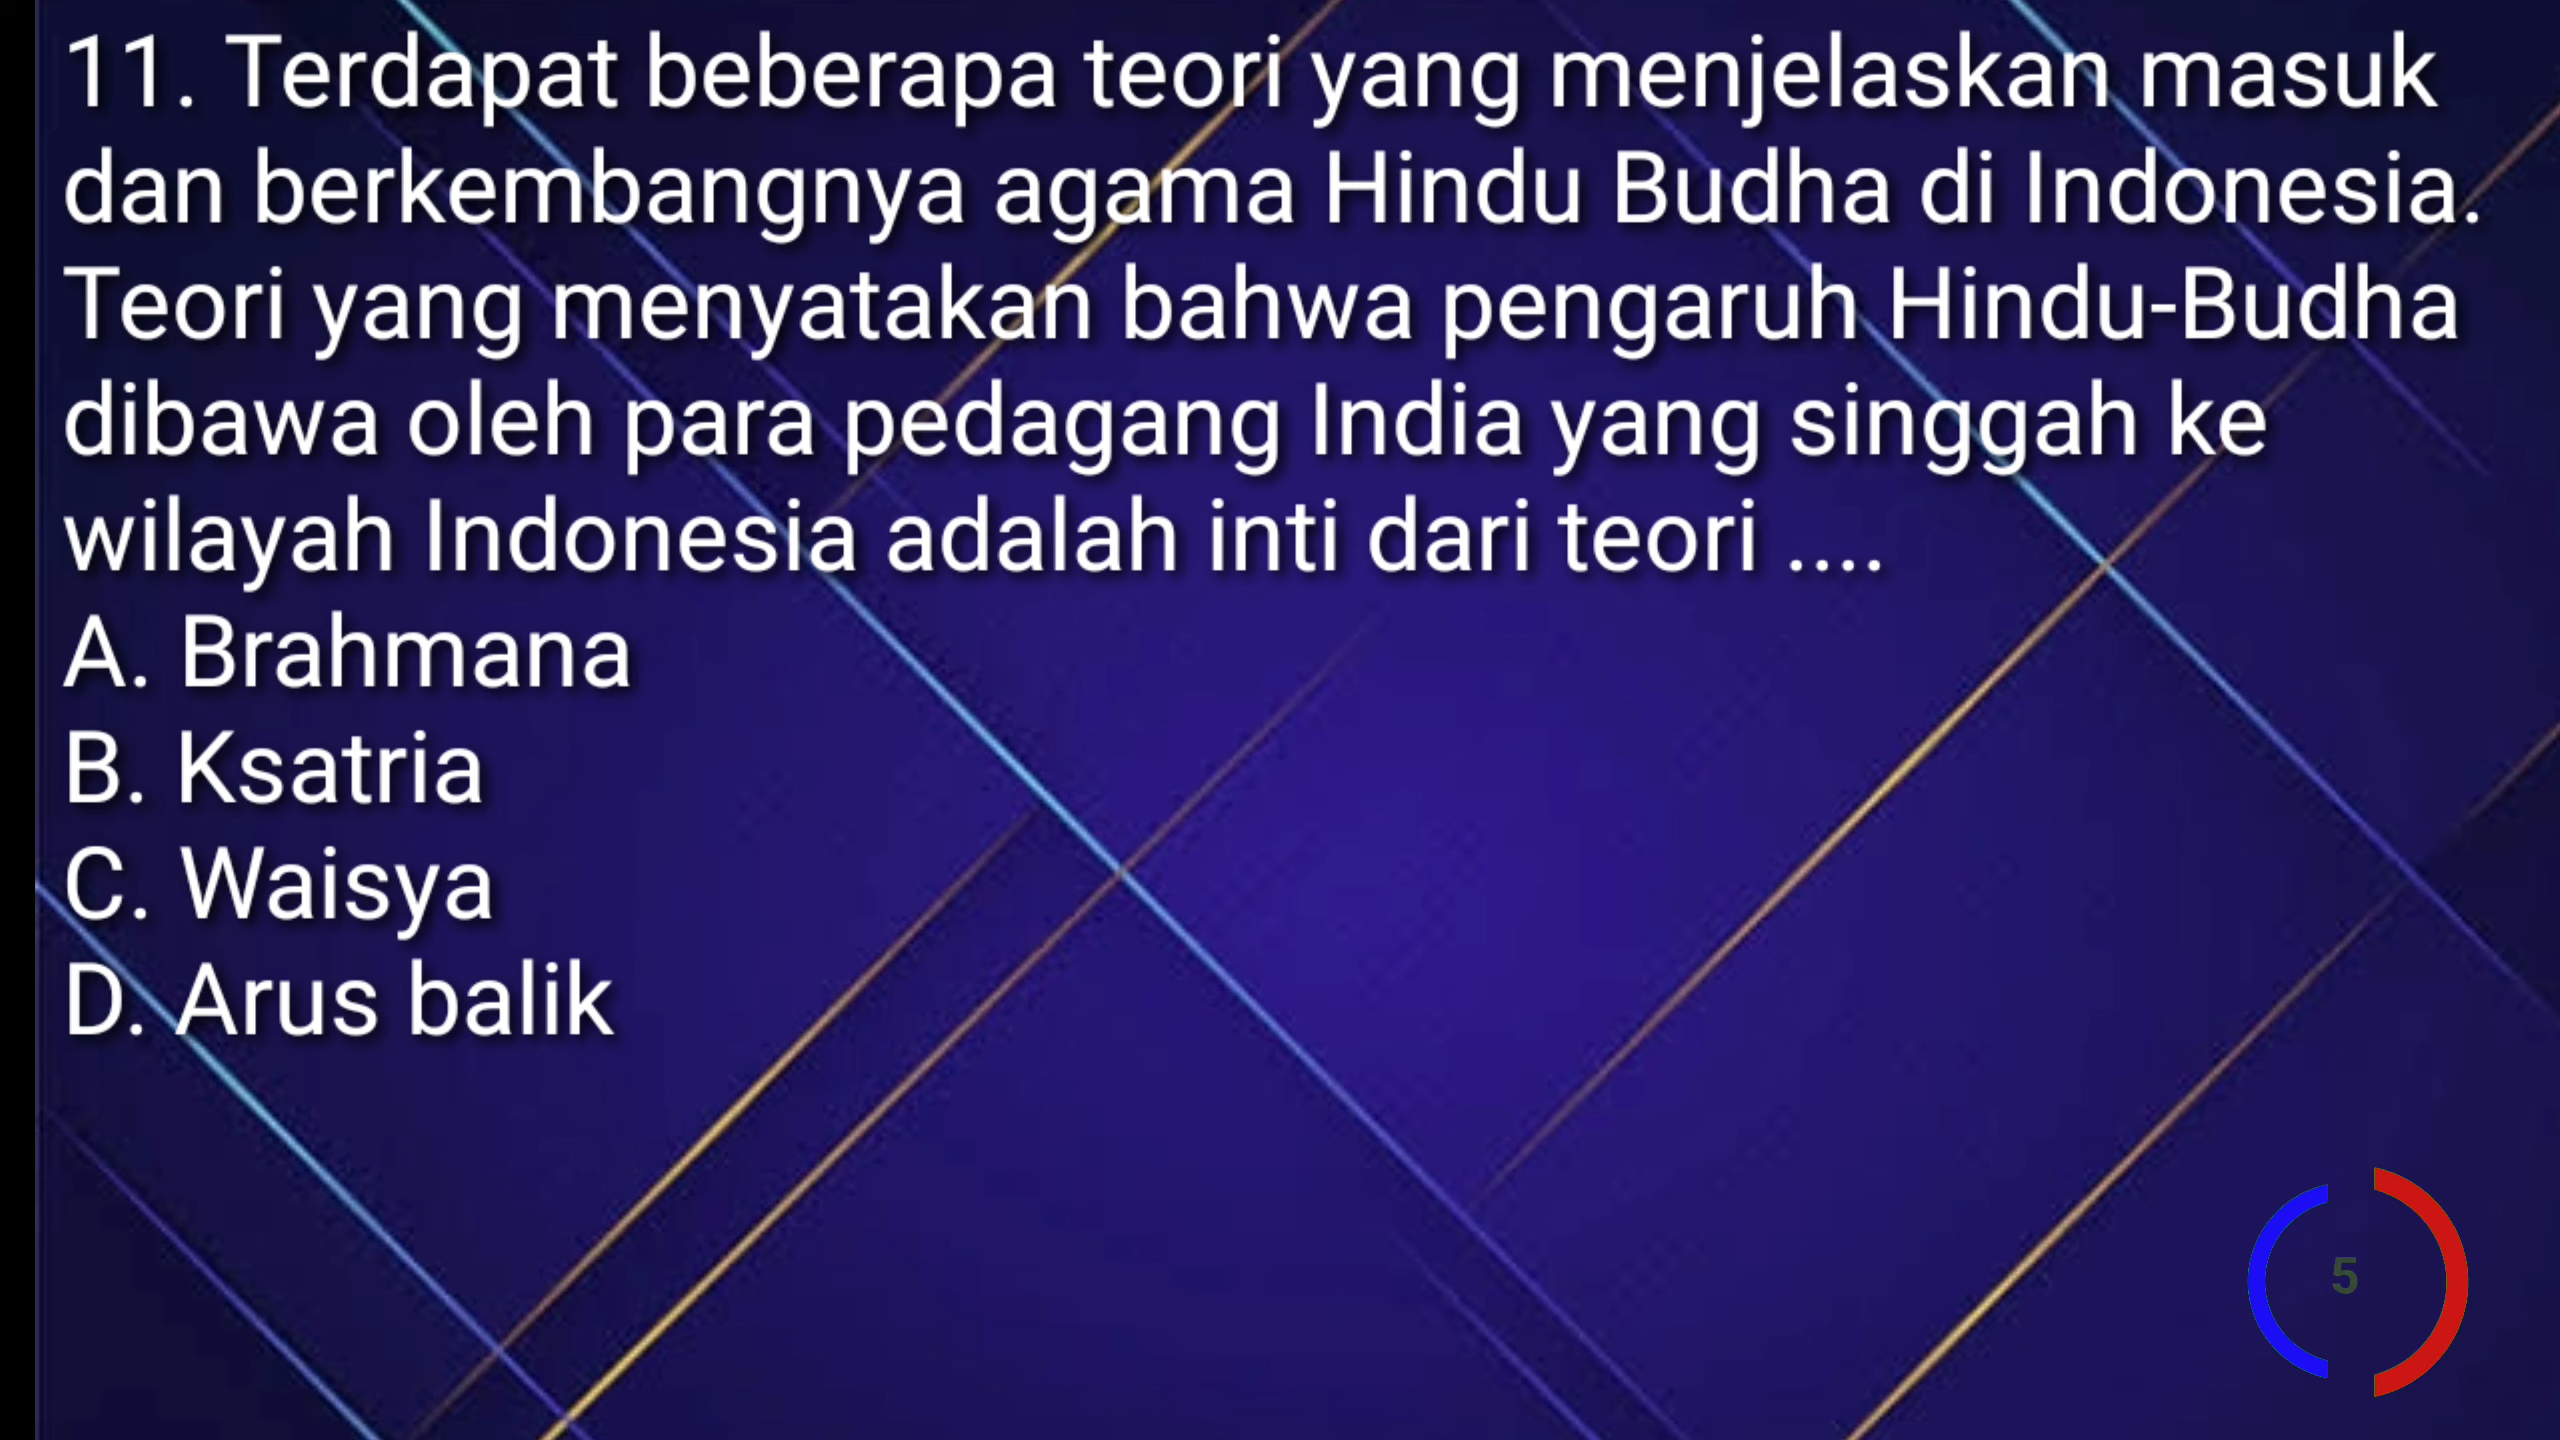 11. Terdapat beberapa teori yang menjelaskan masuk
dan berkembangnya agama Hindu Budha di Indonesia.
Teori yang menyatakan bahwa pengaruh Hindu-Budha
dibawa oleh para pedagang India yang singgah ke
wilayah Indonesia adalah inti dari teori ....
A. Brahmana
B. Ksatria
C. Waisya
D. Arus balik
5